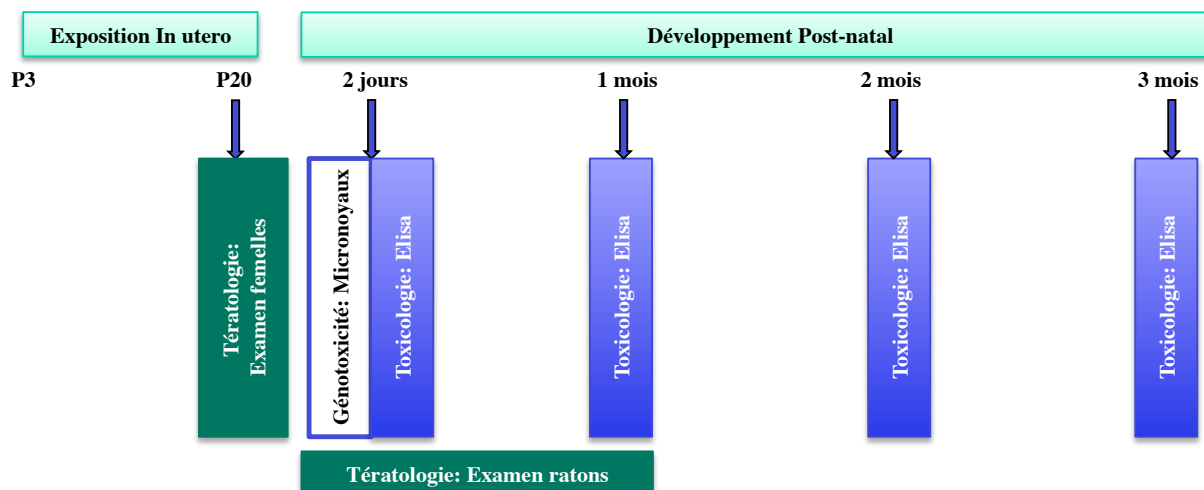 Exposition In utero
Développement Post-natal
P3
P20
2 jours
1 mois
2 mois
3 mois
Tératologie:
Examen femelles
Génotoxicité: Micronoyaux
Toxicologie: Elisa
Toxicologie: Elisa
Toxicologie: Elisa
Toxicologie: Elisa
Tératologie: Examen ratons